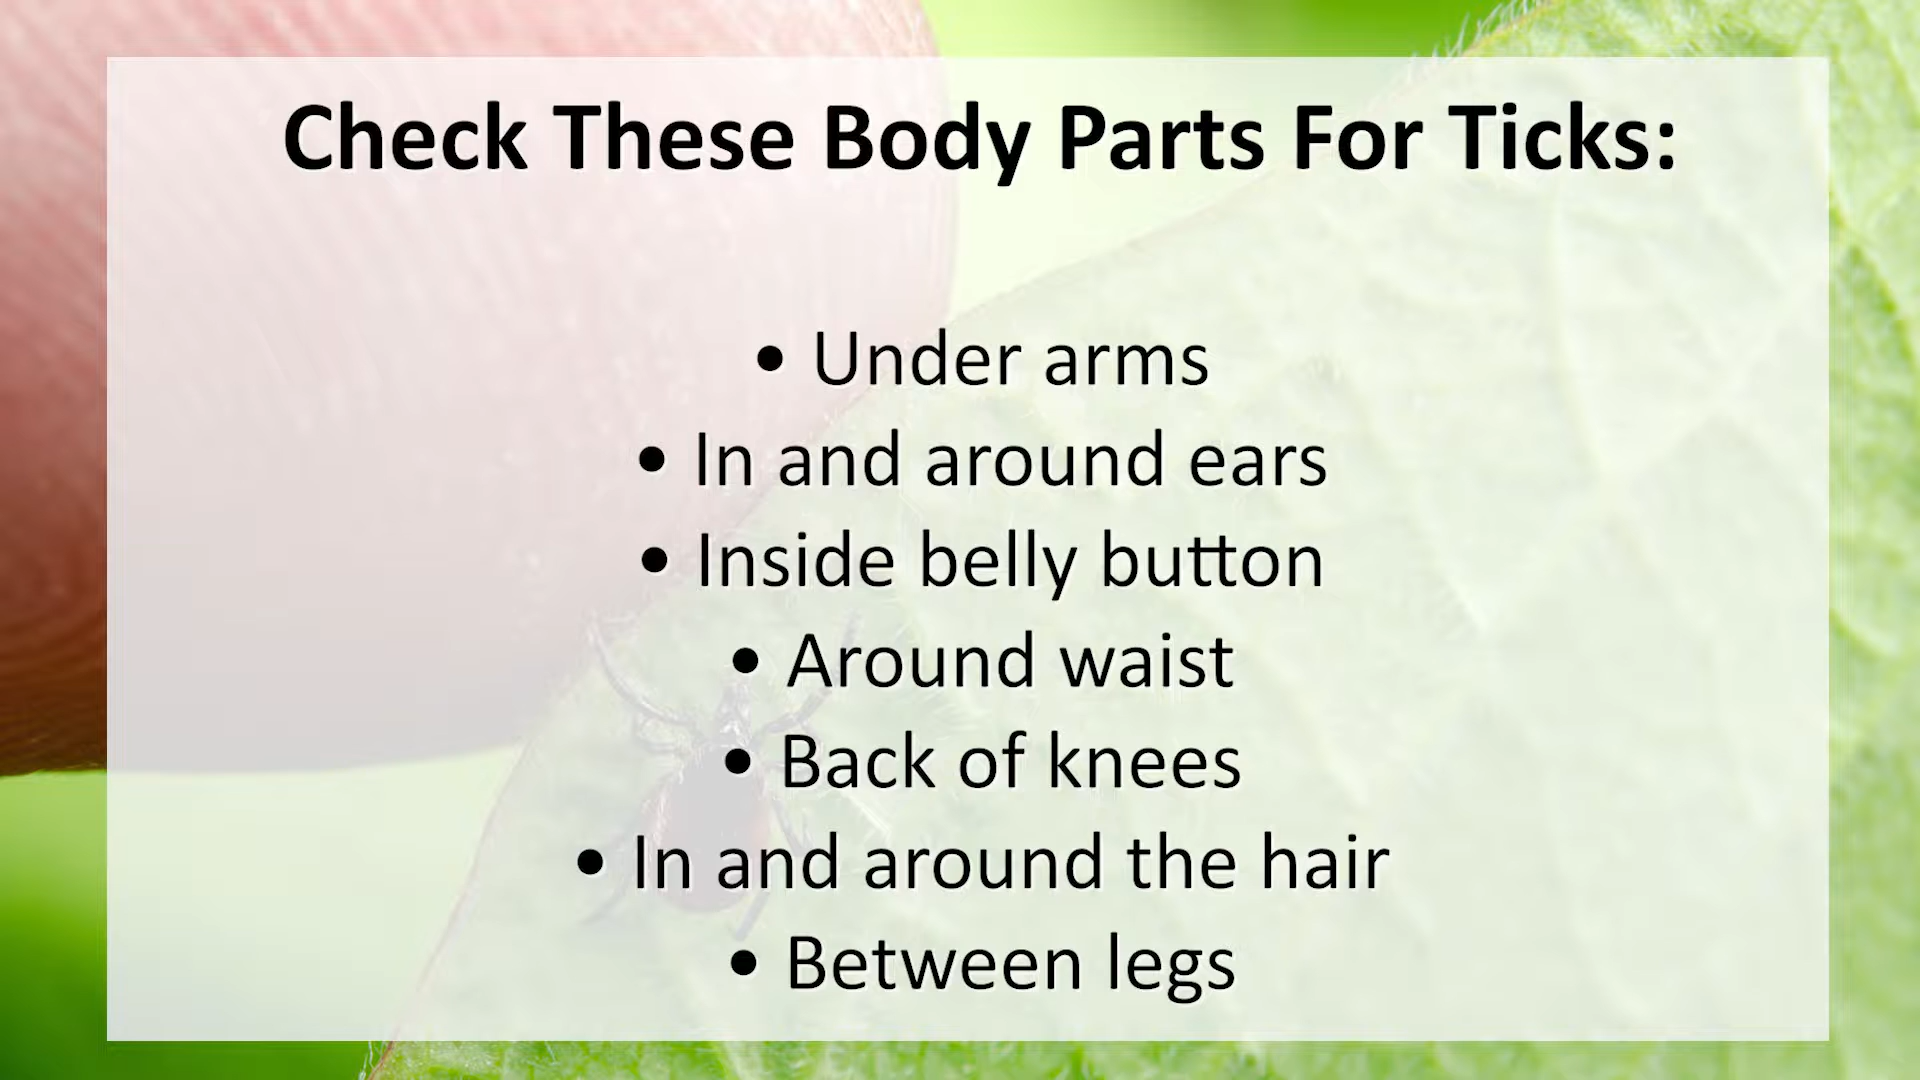 Check These Body Parts For Ticks:
• Under arms
• In and around ears
• Inside belly button
• Around waist
• Back of knees
• In and around the hair
• Between legs